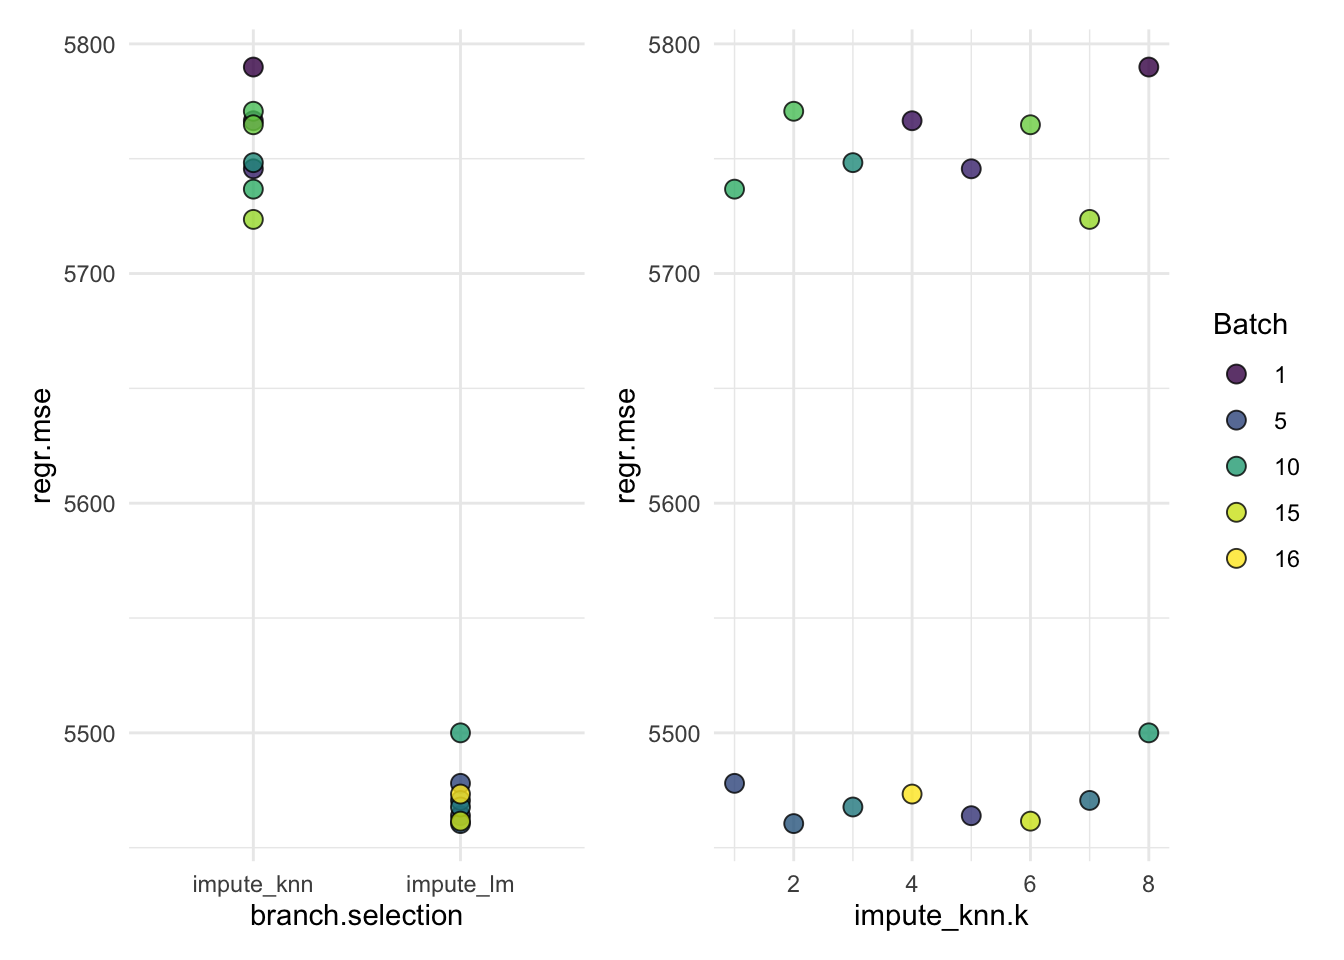 regr.mse
5800
5700
5600
5500
impute_knn
impute_lm
branch.selection
regr.mse
5800
5700
5600
5500
2
4
6
8
impute_knn.k
Batch
1
5
10
15
16